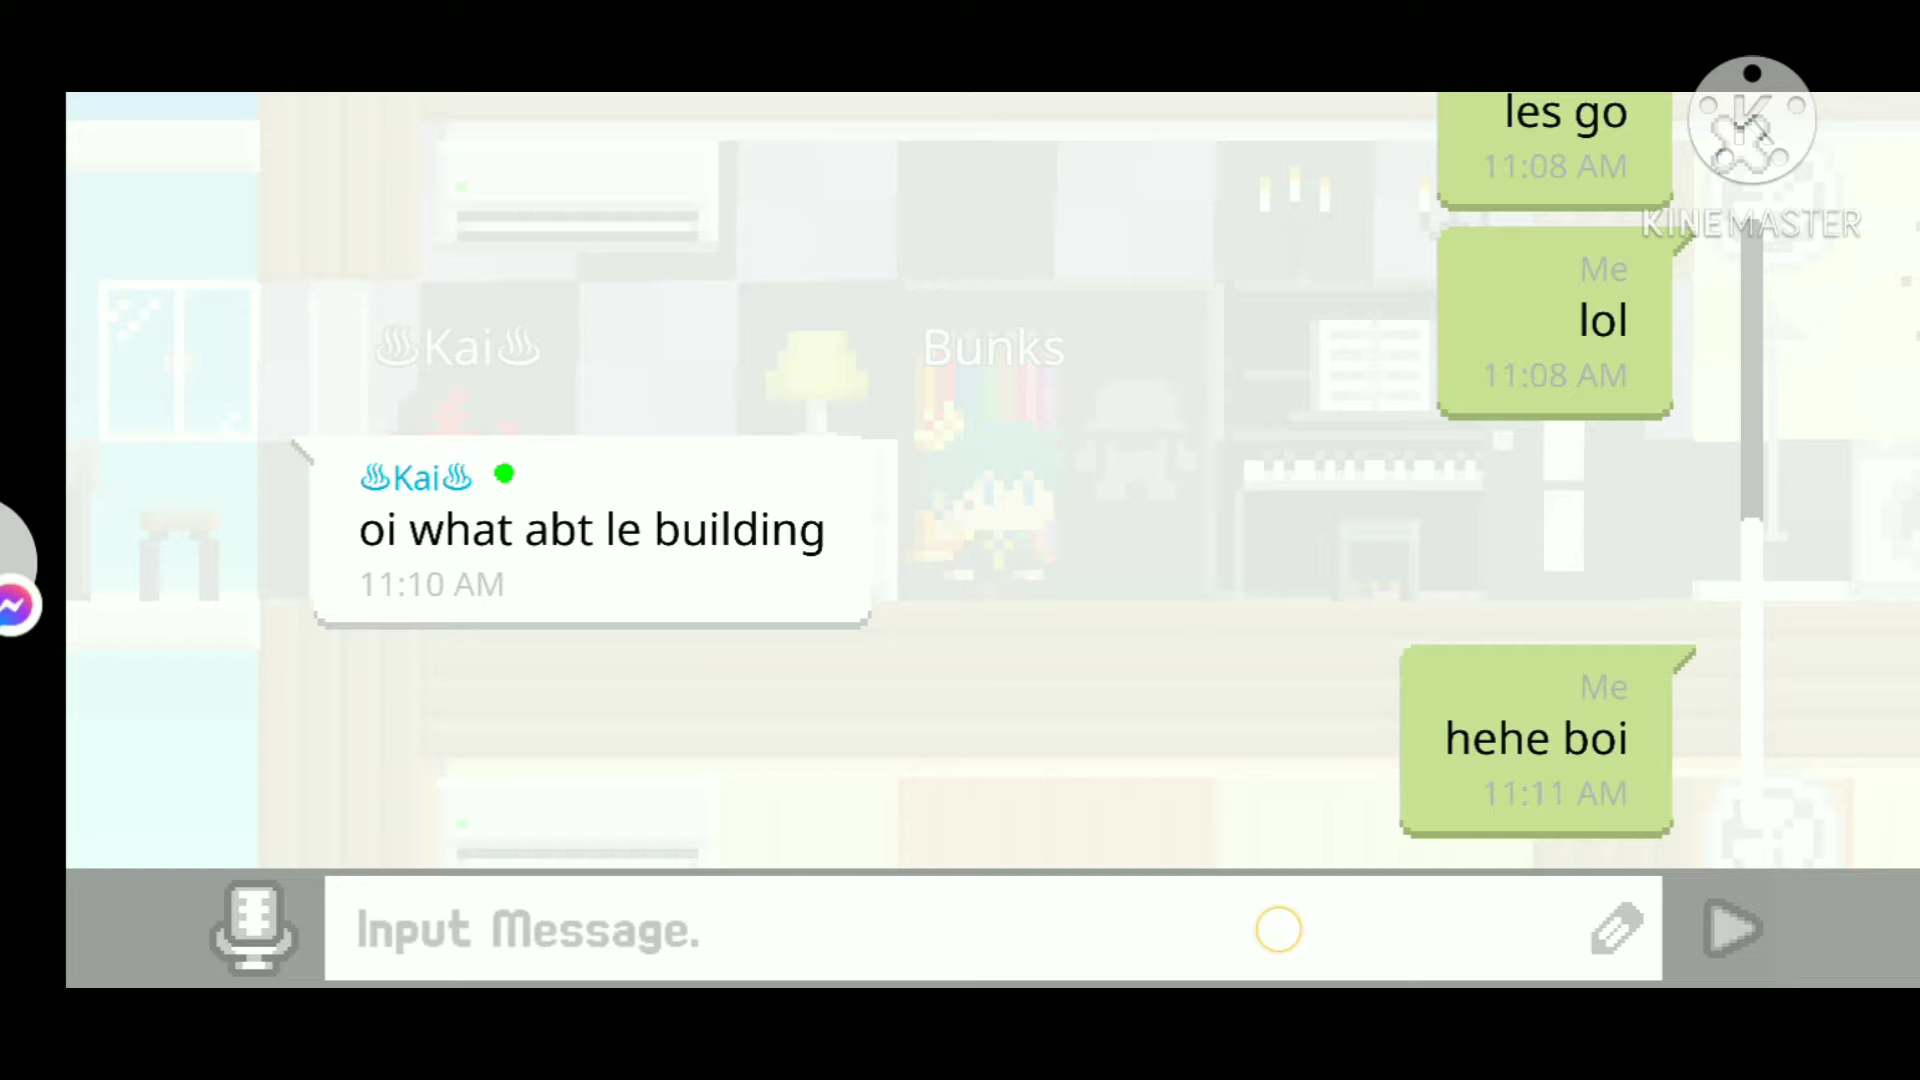 les go
11:08 AM
KINEMASTER
Me
lol
11:08 AM
♨Kai♨
Bunks
♨Kai♨
oi what abt le building
11:10 AM
Me
hehe boi
11:11 AM
Input Message.